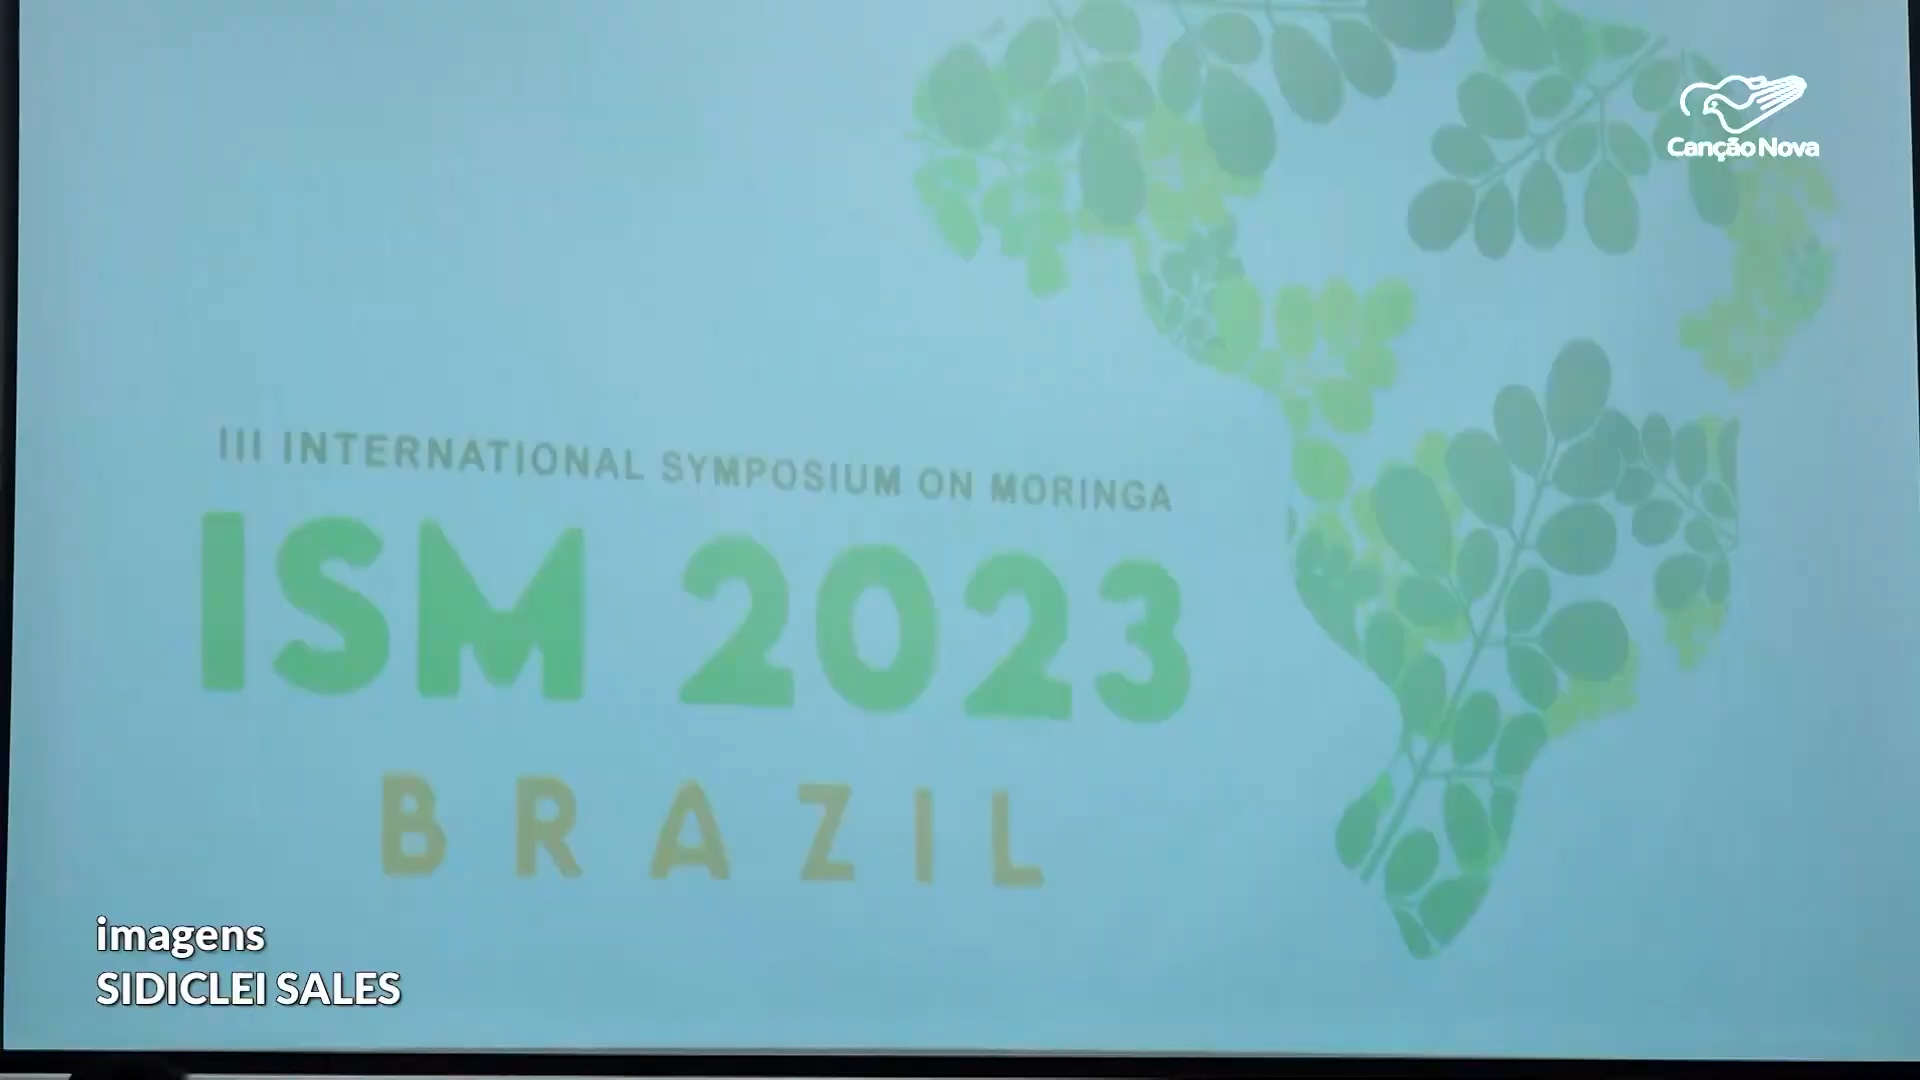 Canção Nova
III INTERNATIONAL SYMPOSIUM ON MORINGA
ISM 2023
BRAZIL
imagens
SIDICLEI SALES